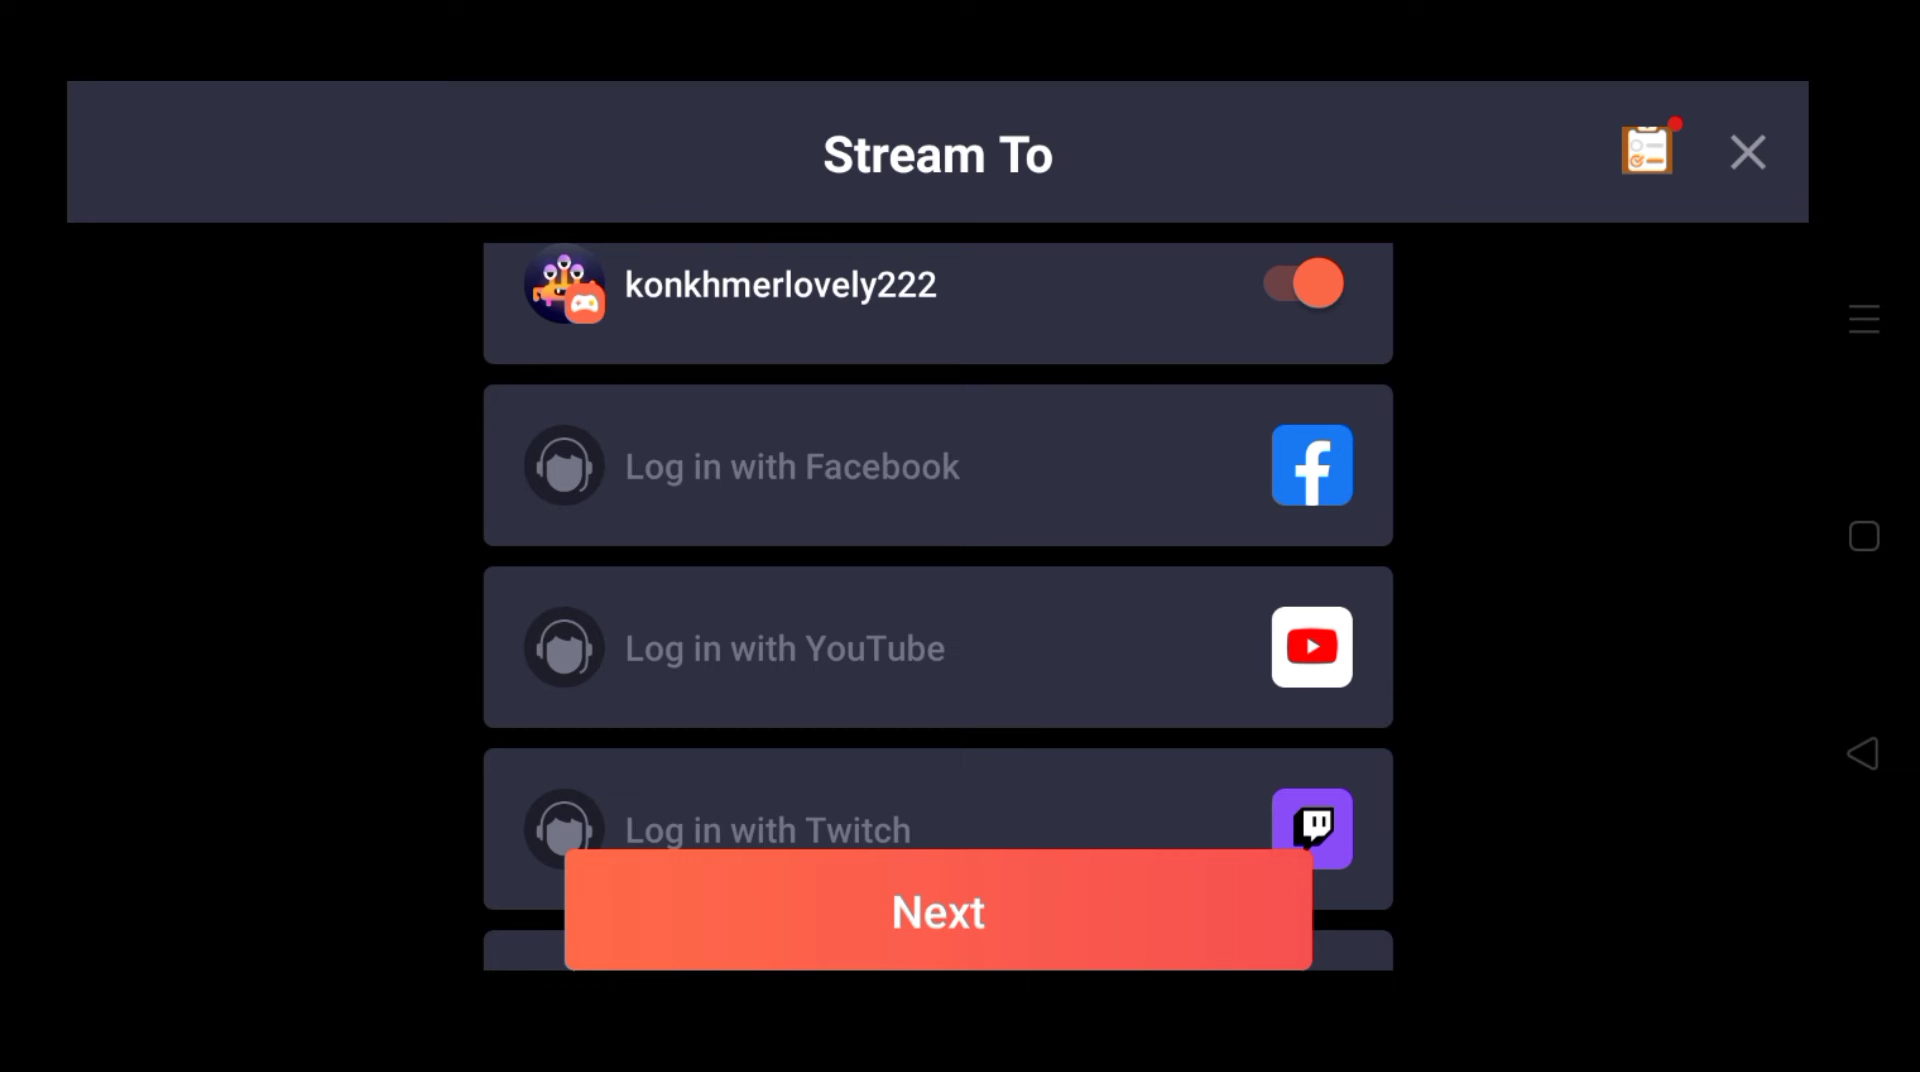 Stream To
konkhmerlovely222
Log in with Facebook
Log in with YouTube
Log in with Twitch
Next